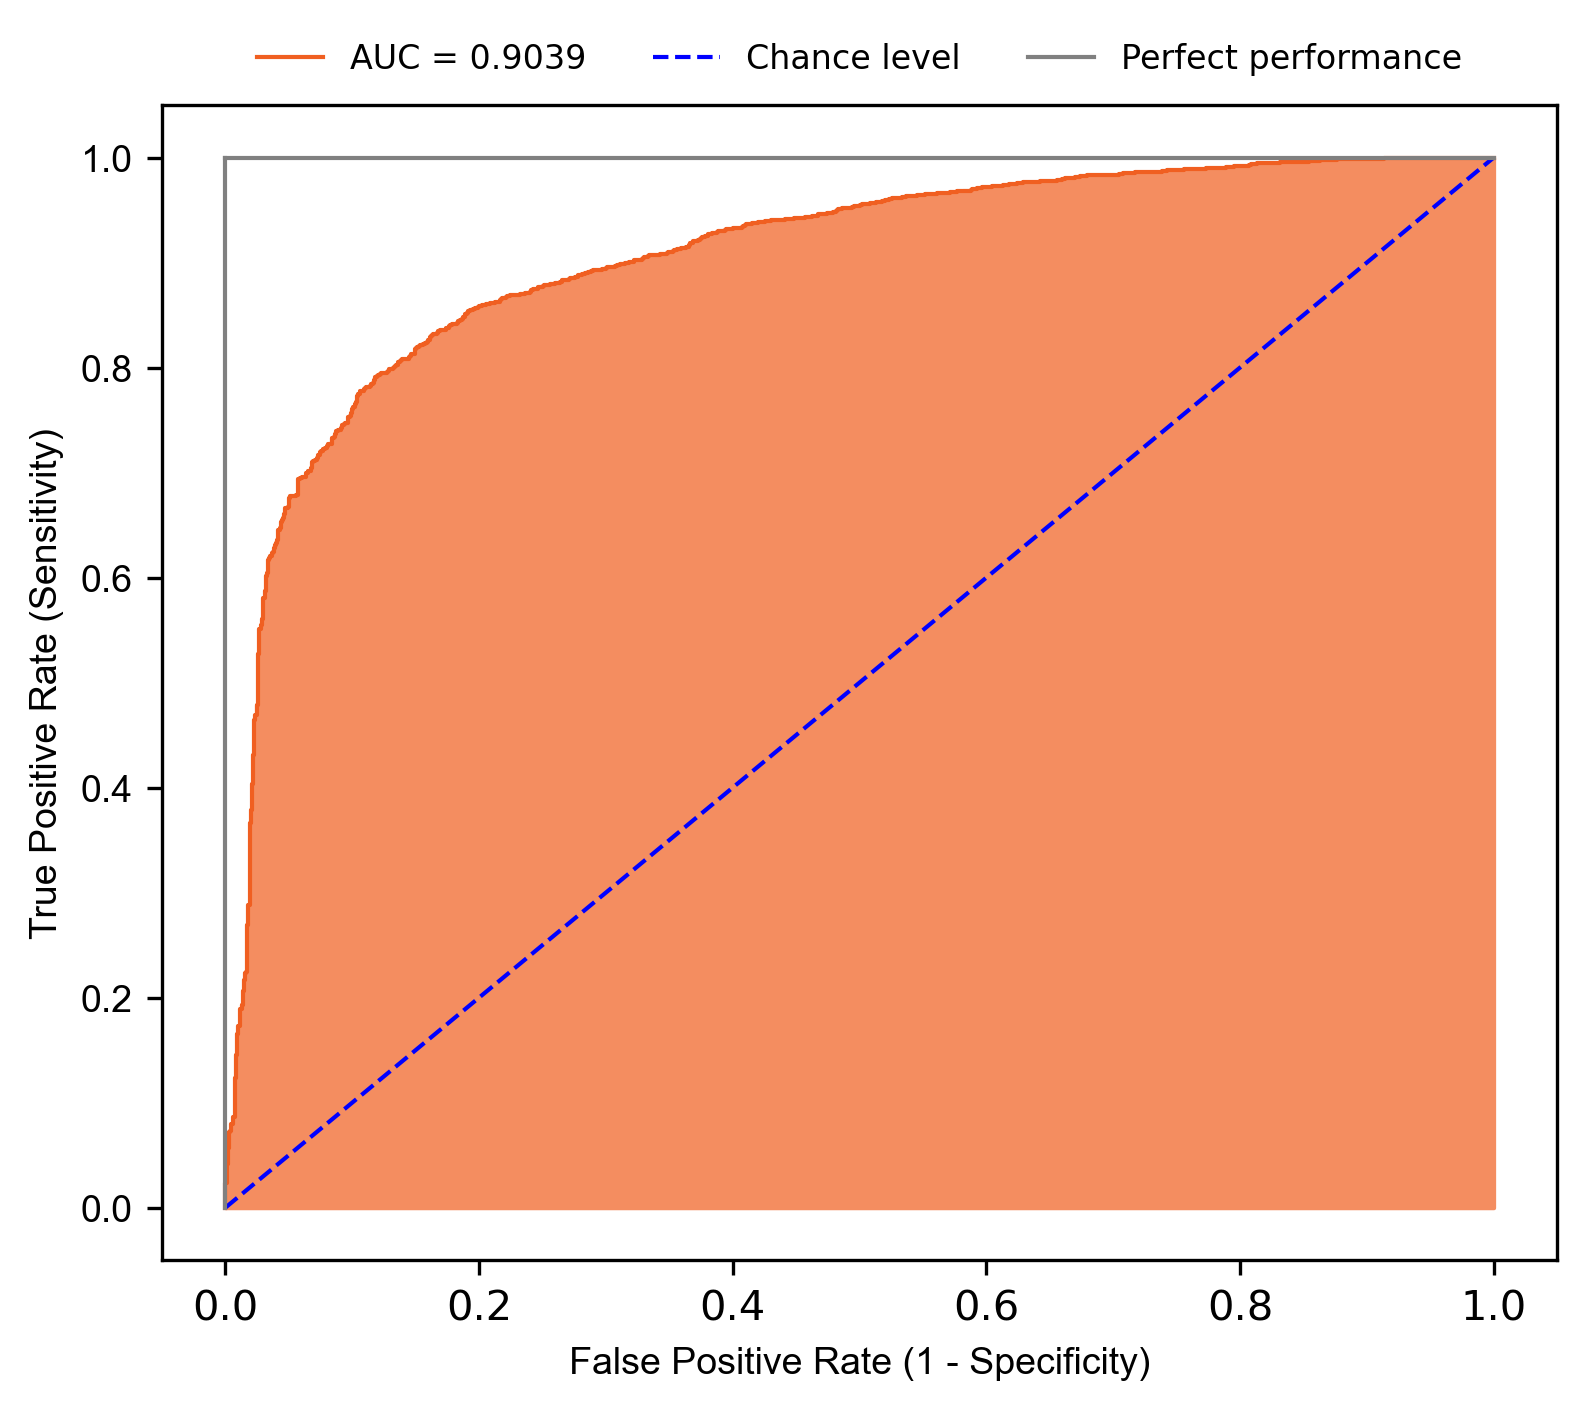 AUC = 0.9039 Chance level Perfect performance
1.0
0.8
0.6
0.4
0.2
0.0
True Positive Rate (Sensitivity)
0.0 0.2 0.4 0.6 0.8 1.0
False Positive Rate (1 - Specificity)